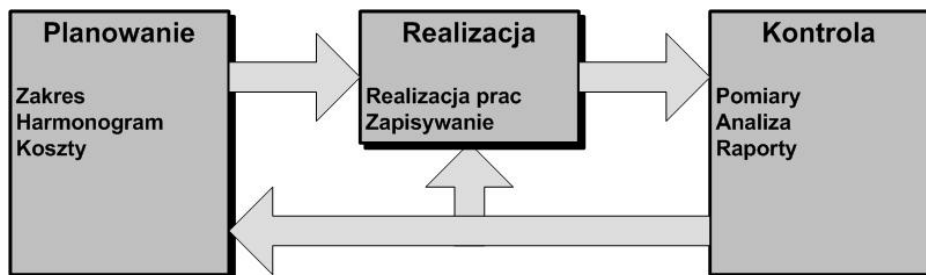 Planowanie
Zakres
Harmonogram
Koszty
Realizacja
Realizacja prac
Zapisywanie
Kontrola
Pomiary
Analiza
Raporty